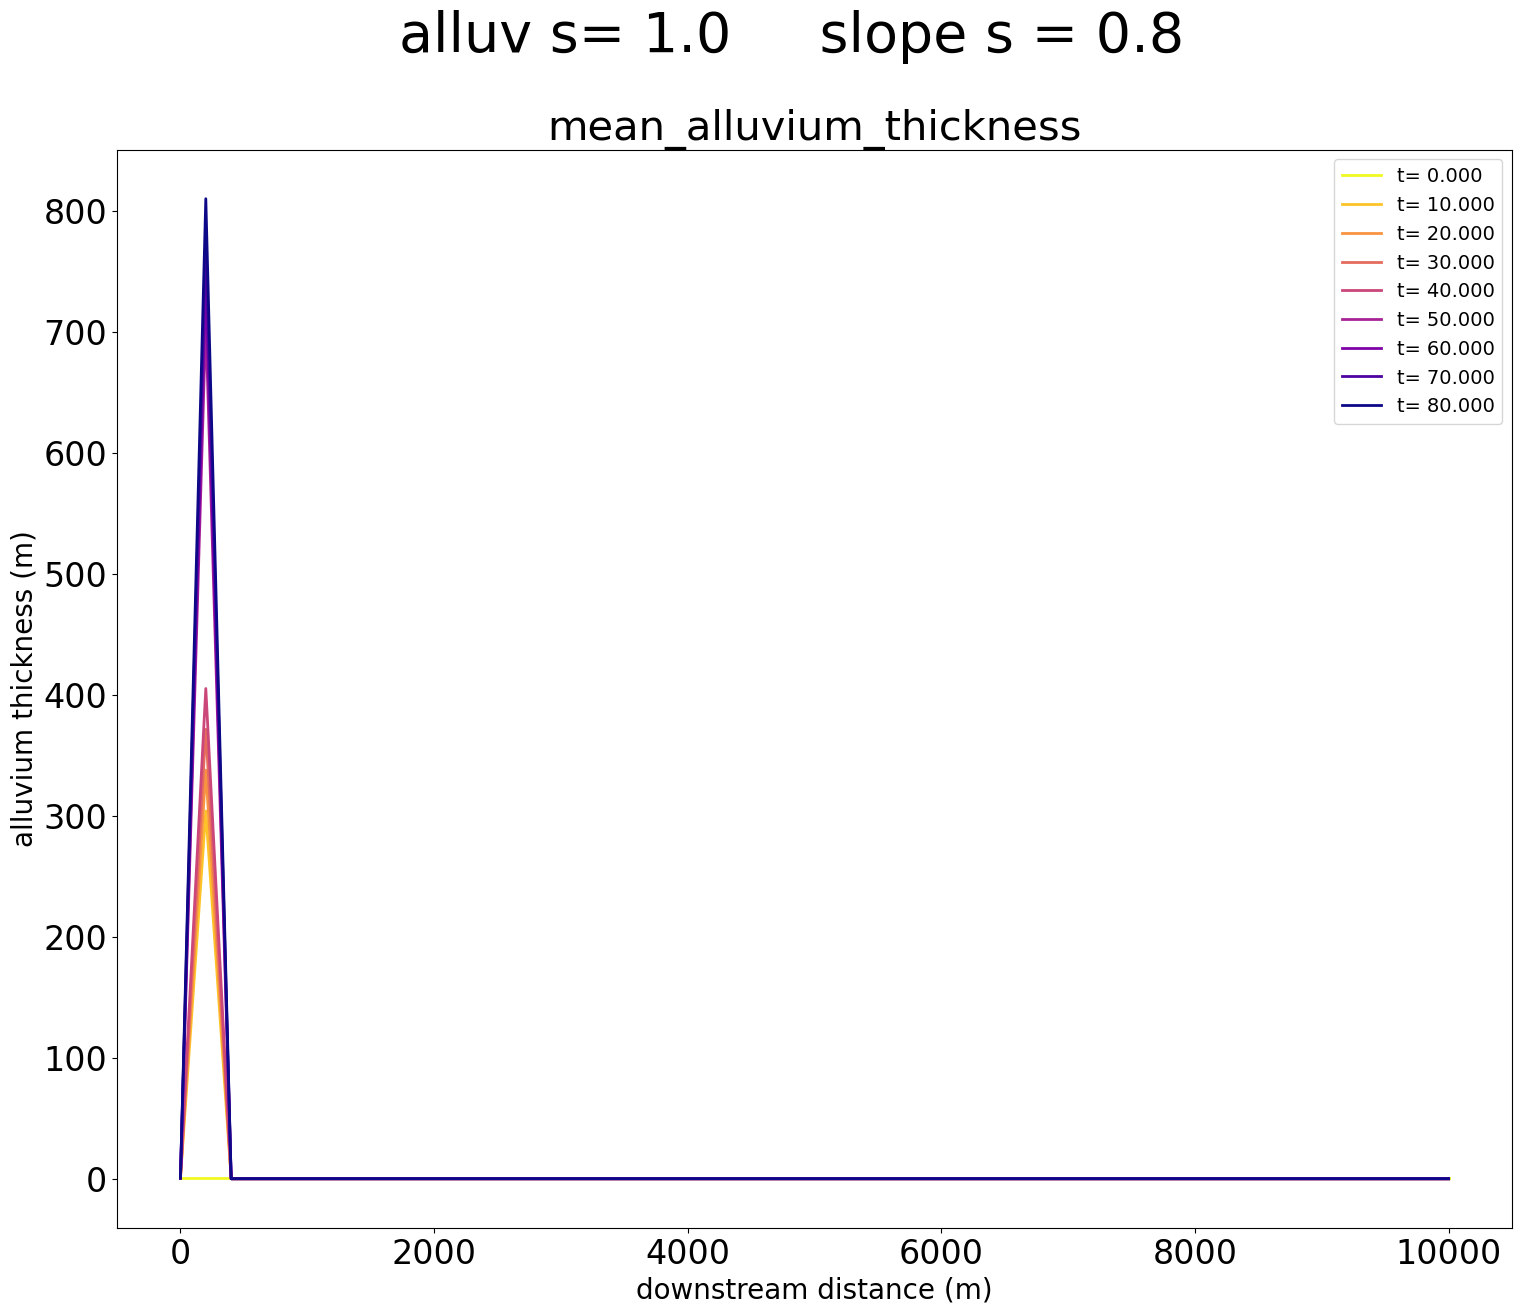 alluv s= 1.0     slope s = 0.8
mean_alluvium_thickness
t= 0.000
t= 10.000
t= 20.000
t= 30.000
t= 40.000
t= 50.000
t= 60.000
t= 70.000
t= 80.000
alluvium thickness (m)
800
700
600
500
400
300
200
100
0
0 2000 4000 6000 8000 10000
downstream distance (m)